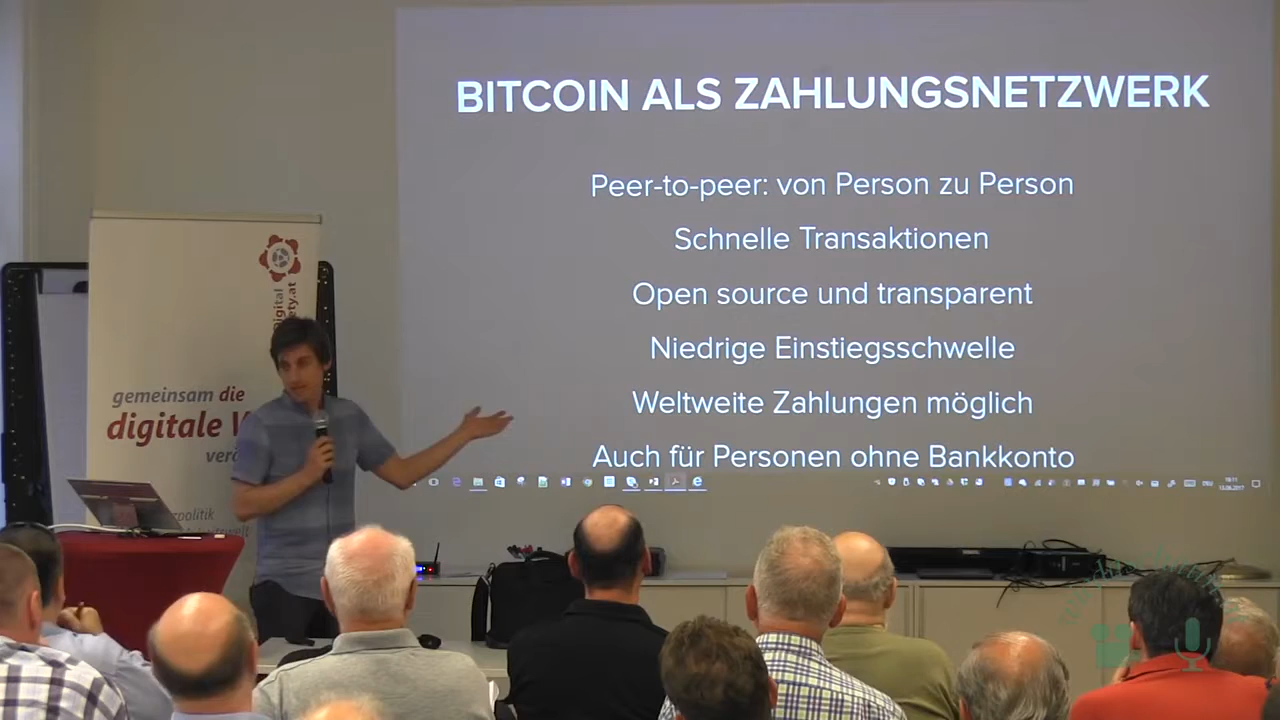 BITCOIN ALS ZAHLUNGSNETZWERK
Peer-to-peer: von Person zu Person
Schnelle Transaktionen
Open source und transparent
Niedrige Einstiegsschwelle
Weltweite Zahlungen möglich
Auch für Personen ohne Bankkonto
gemeinsam die
digitale